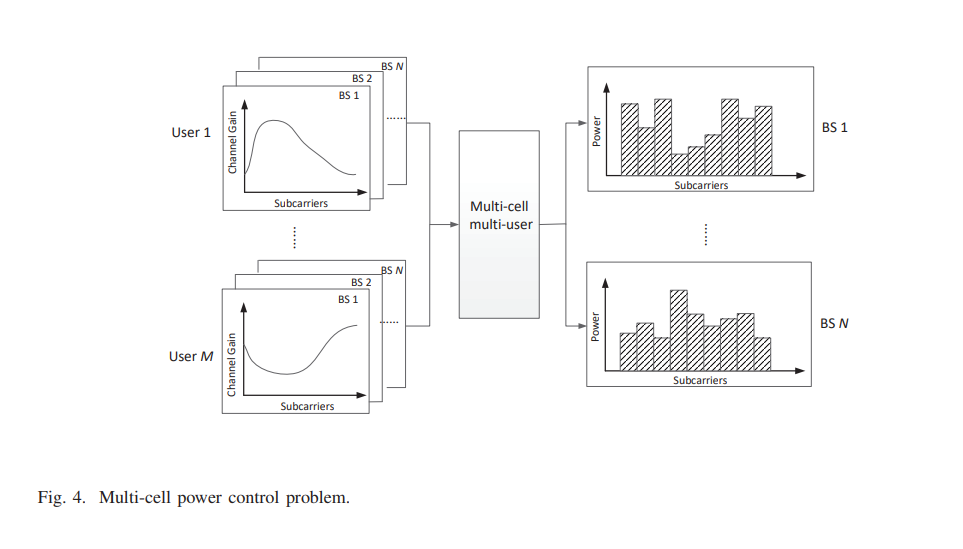 BS N
BS 2
BS 1
......
User 1
Channel Gain
Subcarriers
......
BS N
BS 2
BS 1
......
User M
Channel Gain
Subcarriers
Multi-cell
multi-user
Power
Subcarriers
BS 1
......
Power
Subcarriers
BS N
Fig. 4. Multi-cell power control problem.